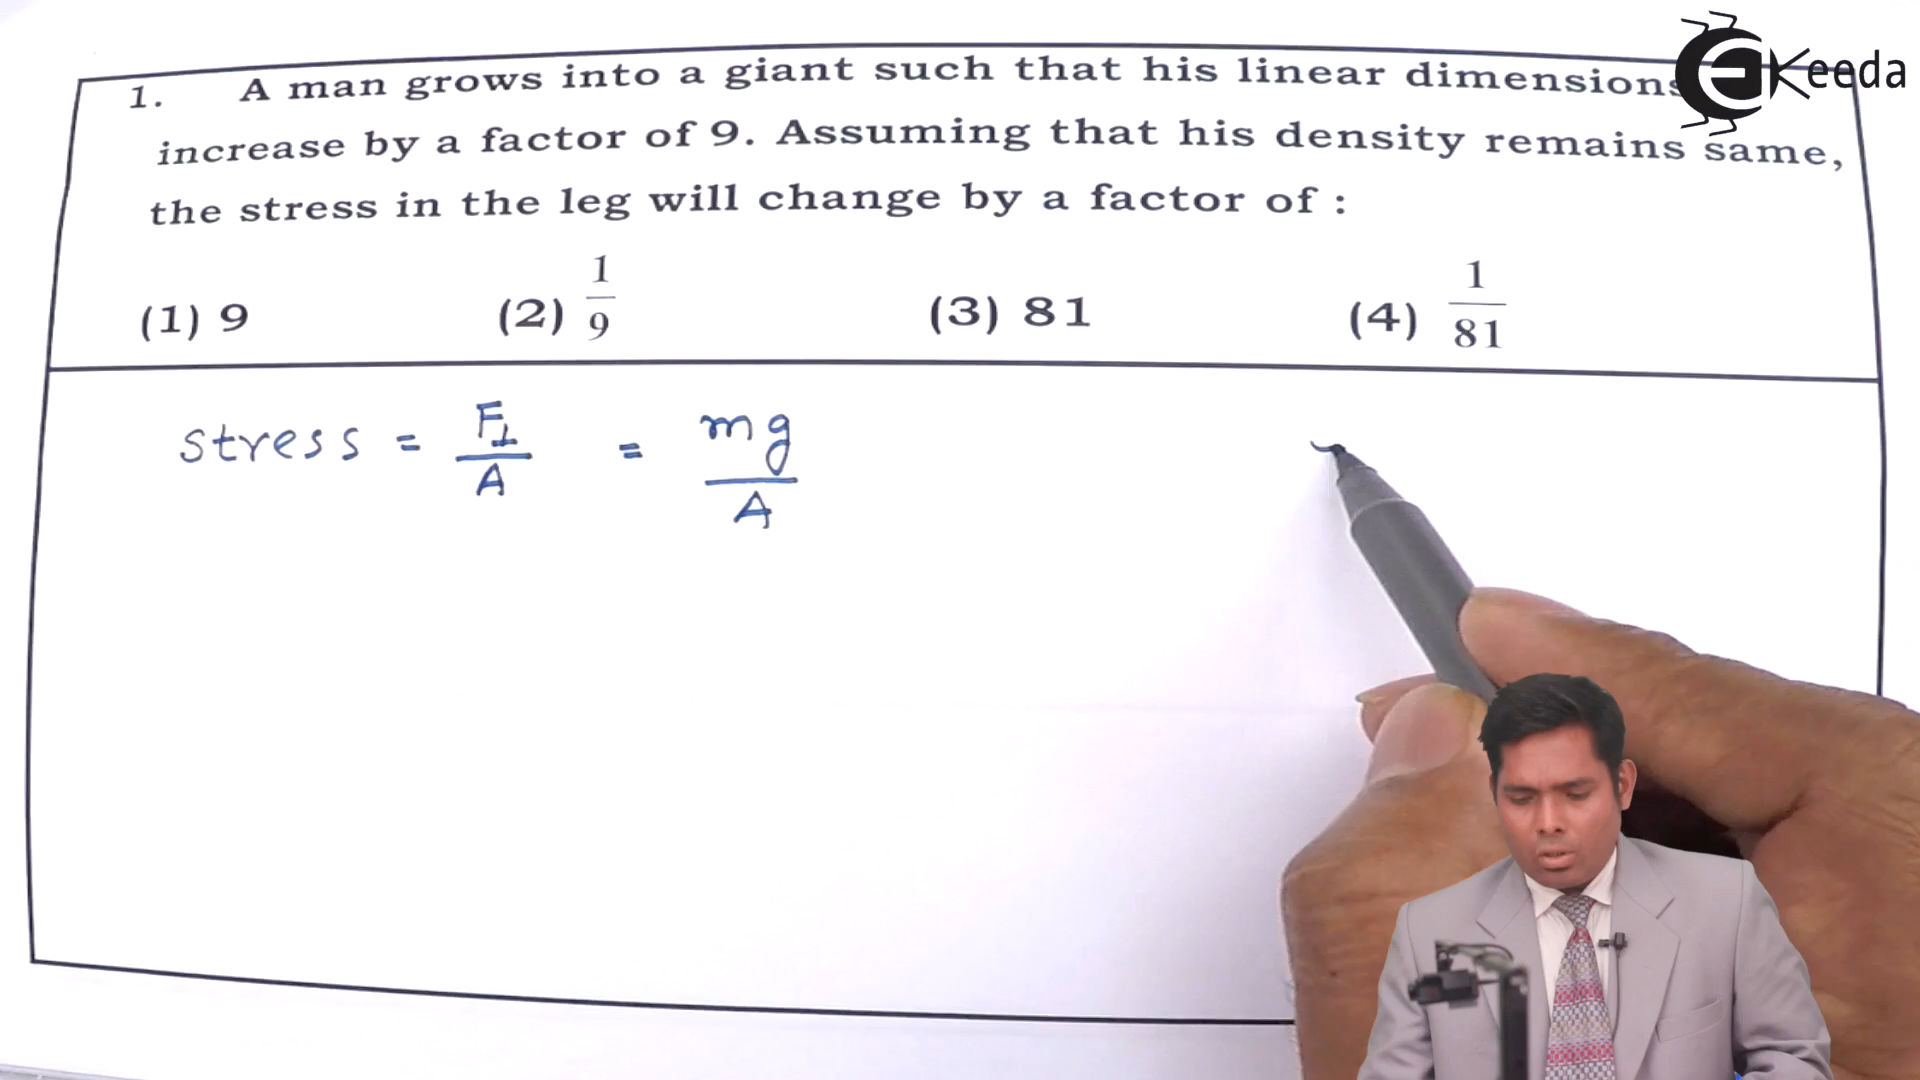 Keeda
1. A man grows into a giant such that his linear dimensions
increase by a factor of 9. Assuming that his density remains same,
the stress in the leg will change by a factor of :
(1) 9 (2) 1/9 (3) 81 (4) 1/81
stress = F⊥/A = mg/A